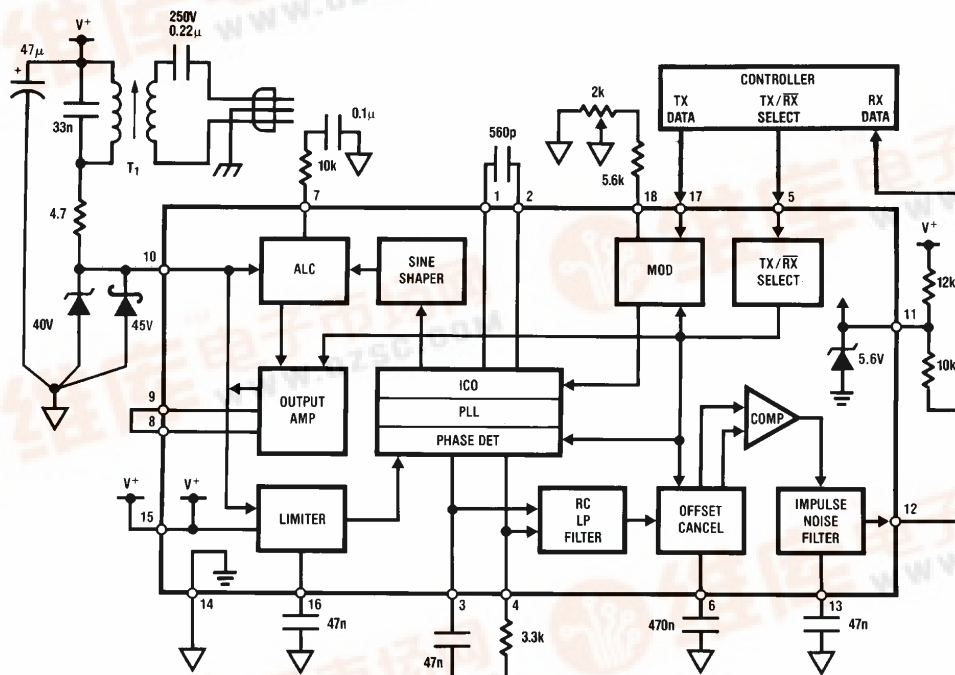 V+
47μ
+
33n
T1
250V
0.22μ
4.7
10
40V
45V
10k
0.1μ
7
560p
1
2
2k
5.6k
18
17
5
CONTROLLER
TX DATA
TX/RX SELECT
RX DATA
ALC
SINE SHAPER
MOD
TX/RX SELECT
V+
12k
11
5.6V
10k
9
8
OUTPUT AMP
ICO
PLL
PHASE DET
COMP
V+
V+
15
LIMITER
RC LP FILTER
OFFSET CANCEL
IMPULSE NOISE FILTER
12
14
16
47n
3
47n
4
3.3k
6
470n
13
47n